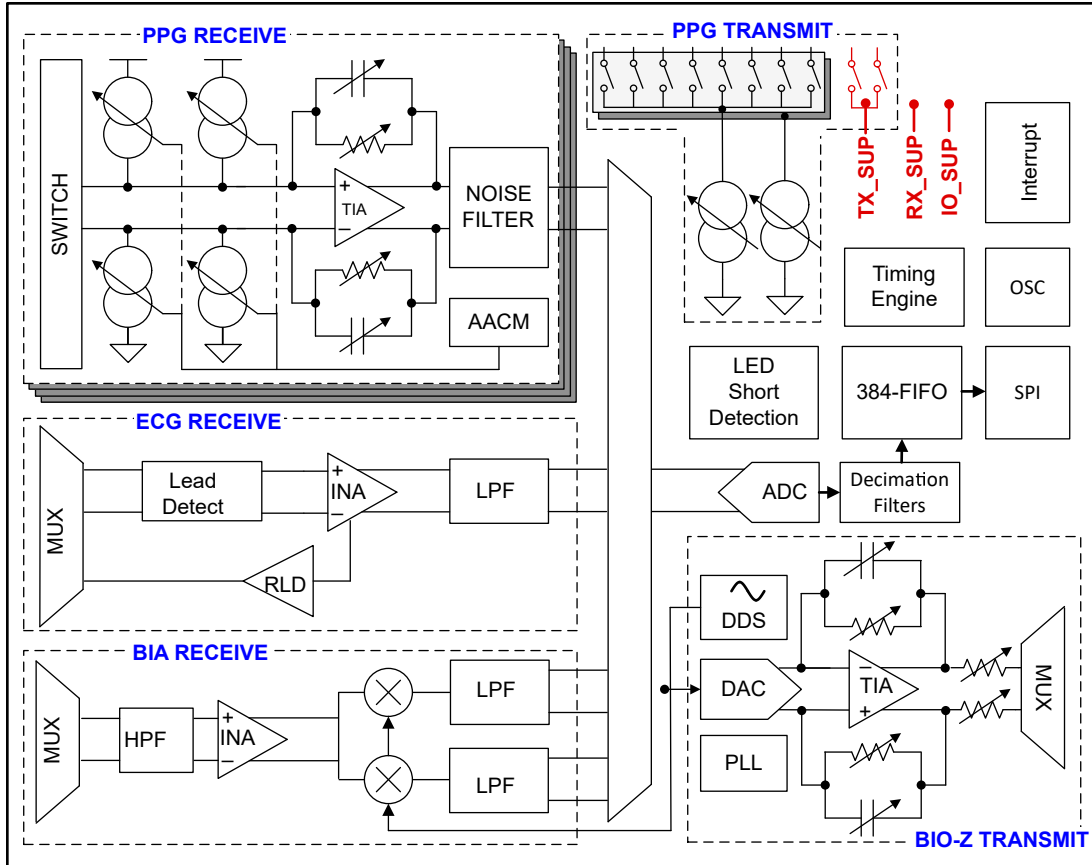 PPG RECEIVE
SWITCH
+
TIA
−
NOISE
FILTER
AACM
PPG TRANSMIT
TX_SUP
RX_SUP
IO_SUP
Interrupt
Timing
Engine
OSC
LED
Short
Detection
384-FIFO
SPI
ECG RECEIVE
MUX
Lead
Detect
+
INA
−
LPF
RLD
ADC
Decimation
Filters
BIA RECEIVE
MUX
HPF
+
INA
−
LPF
LPF
DDS
DAC
PLL
−
TIA
+
MUX
BIO-Z TRANSMIT